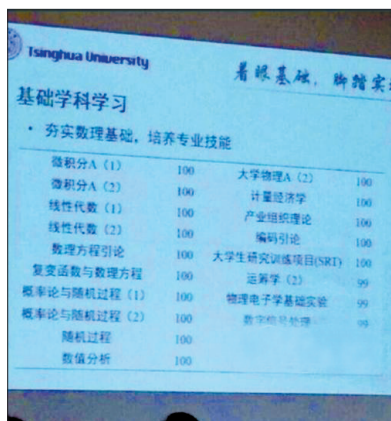 Tsinghua University
着眼基础，脚踏实
基础学科学习
• 夯实数理基础，培养专业技能
微积分A（1） 100
微积分A（2） 100
线性代数（1） 100
线性代数（2） 100
数理方程引论 100
复变函数与数理方程 100
概率论与随机过程（1） 100
概率论与随机过程（2） 100
随机过程 100
数值分析 100
大学物理A（2） 100
计量经济学 100
产业组织理论 100
编码引论 100
大学生研究训练项目(SRT) 100
运筹学（2） 99
物理电子学基础实验 99
数字信号处理 99